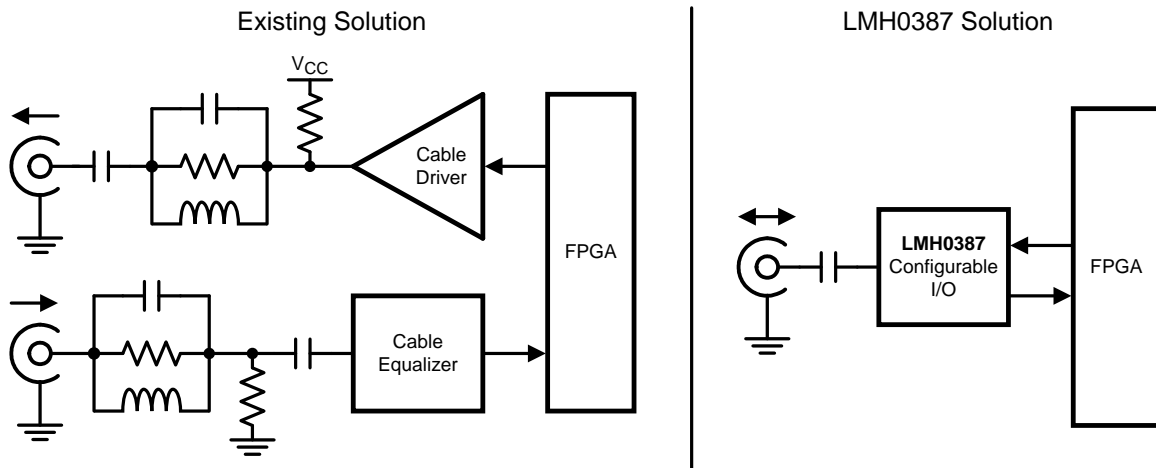 Existing Solution
LMH0387 Solution
VCC
Cable
Driver
FPGA
Cable
Equalizer
LMH0387
Configurable
I/O
FPGA